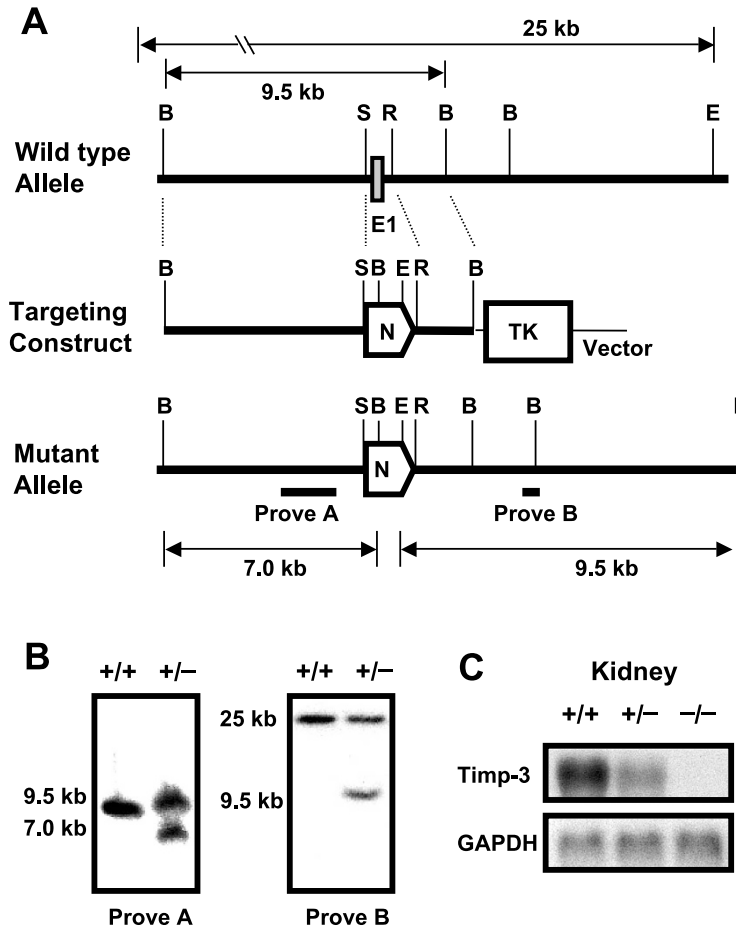 A
25 kb
9.5 kb
B S R B B E
Wild type
Allele
E1
B S B E R B
Targeting
Construct
N
TK
Vector
B S B E R B B
Mutant
Allele
N
Prove A
Prove B
7.0 kb
9.5 kb
B
+/+ +/−
9.5 kb
7.0 kb
Prove A
+/+ +/−
25 kb
9.5 kb
Prove B
C
Kidney
+/+ +/− −/−
Timp-3
GAPDH